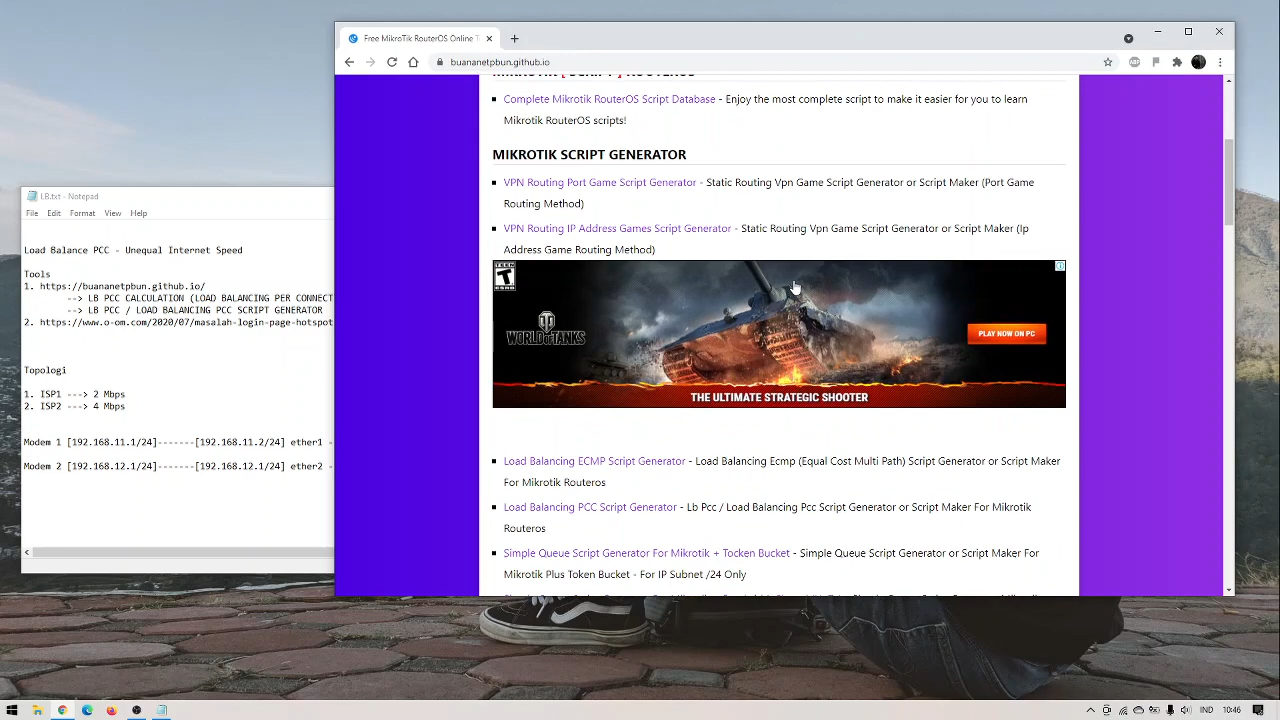 Free MikroTik RouterOS Online T
buananetpbun.github.io
MIKROTIK [ SCRIPT ] ROUTEROS
Complete Mikrotik RouterOS Script Database - Enjoy the most complete script to make it easier for you to learn
Mikrotik RouterOS scripts!
MIKROTIK SCRIPT GENERATOR
VPN Routing Port Game Script Generator - Static Routing Vpn Game Script Generator or Script Maker (Port Game
Routing Method)
VPN Routing IP Address Games Script Generator - Static Routing Vpn Game Script Generator or Script Maker (Ip
Address Game Routing Method)
TEEN
T
ESRB
WORLD OF TANKS
PLAY NOW ON PC
THE ULTIMATE STRATEGIC SHOOTER
Load Balancing ECMP Script Generator - Load Balancing Ecmp (Equal Cost Multi Path) Script Generator or Script Maker
For Mikrotik Routeros
Load Balancing PCC Script Generator - Lb Pcc / Load Balancing Pcc Script Generator or Script Maker For Mikrotik
Routeros
Simple Queue Script Generator For Mikrotik + Tocken Bucket - Simple Queue Script Generator or Script Maker For
Mikrotik Plus Token Bucket - For IP Subnet /24 Only
LB.txt - Notepad
File Edit Format View Help
Load Balance PCC - Unequal Internet Speed
Tools
1. https://buananetpbun.github.io/
--> LB PCC CALCULATION (LOAD BALANCING PER CONNECT
--> LB PCC / LOAD BALANCING PCC SCRIPT GENERATOR
2. https://www.o-om.com/2020/07/masalah-login-page-hotspot
Topologi
1. ISP1 ---> 2 Mbps
2. ISP2 ---> 4 Mbps
Modem 1 [192.168.11.1/24]-------[192.168.11.2/24] ether1 -
Modem 2 [192.168.12.1/24]-------[192.168.12.1/24] ether2 -
IND 10:46